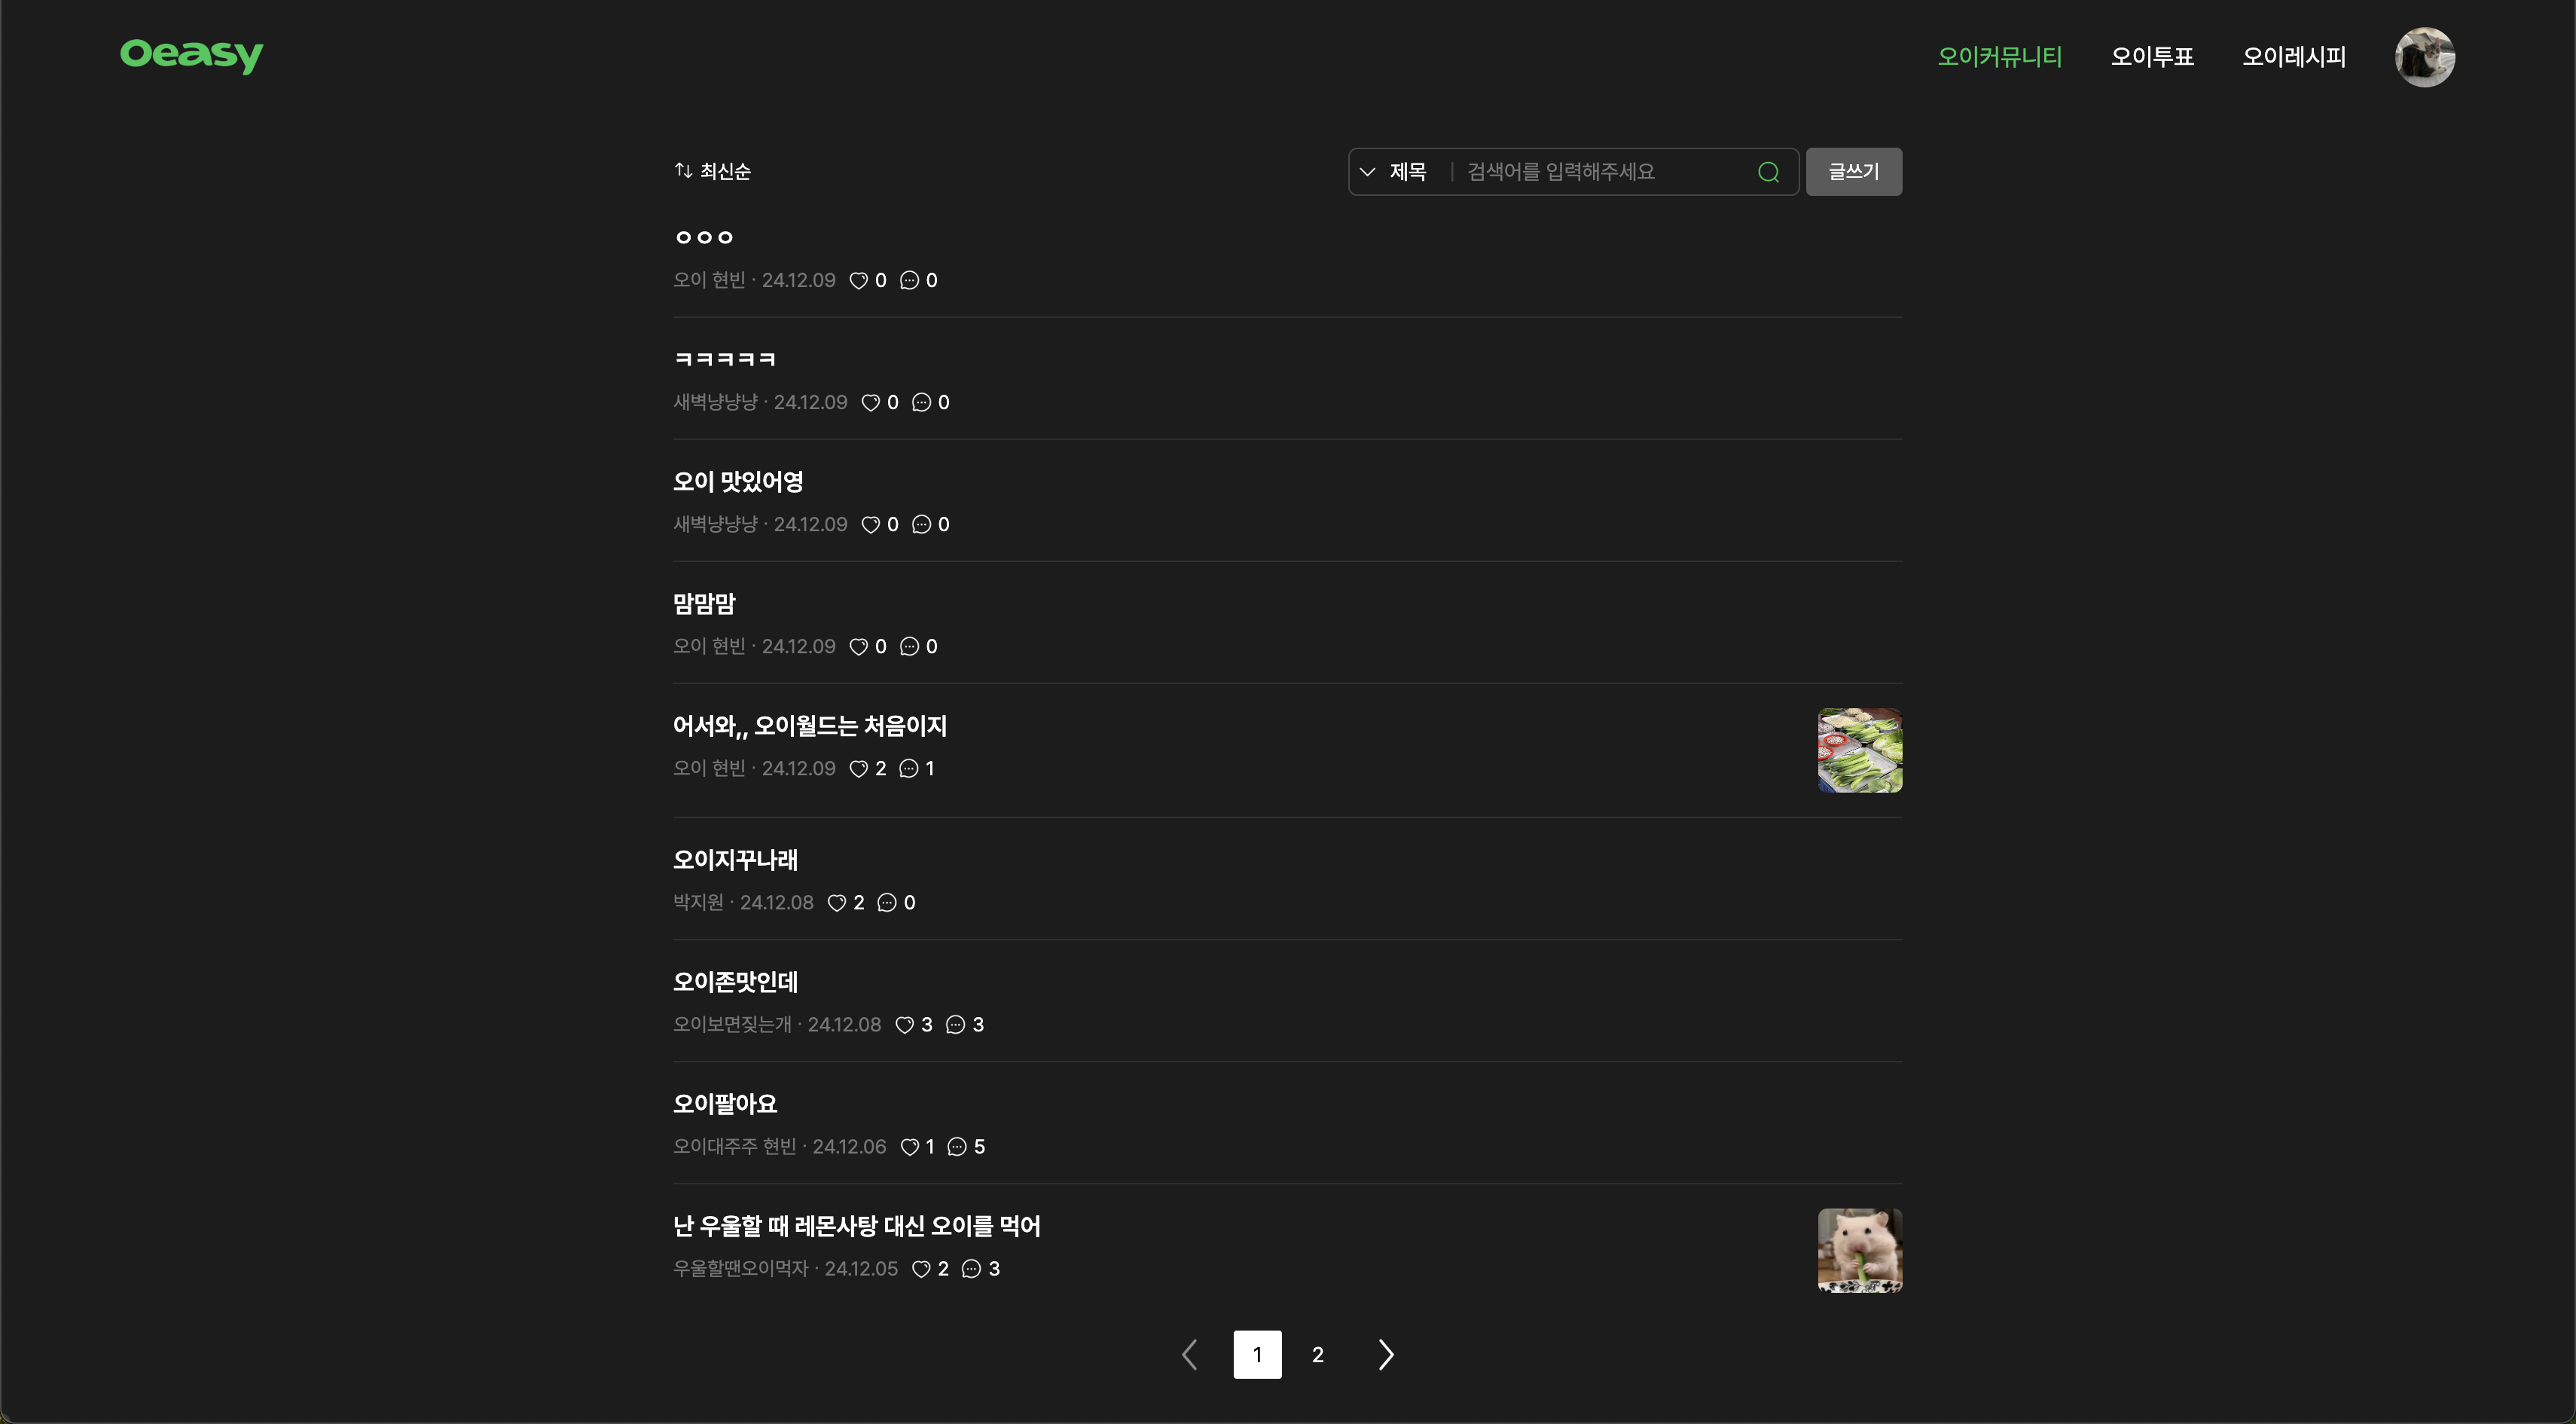 Oeasy 오이커뮤니티 오이투표 오이레시피
최신순 제목 검색어를 입력해주세요 글쓰기
ㅇㅇㅇ
오이 현빈 · 24.12.09 0 0
ㅋㅋㅋㅋㅋ
새벽냥냥냥 · 24.12.09 0 0
오이 맛있어영
새벽냥냥냥 · 24.12.09 0 0
맘맘맘
오이 현빈 · 24.12.09 0 0
어서와,, 오이월드는 처음이지
오이 현빈 · 24.12.09 2 1
오이지꾸나래
박지원 · 24.12.08 2 0
오이존맛인데
오이보면짖는개 · 24.12.08 3 3
오이팔아요
오이대주주 현빈 · 24.12.06 1 5
난 우울할 때 레몬사탕 대신 오이를 먹어
우울할땐오이먹자 · 24.12.05 2 3
1 2